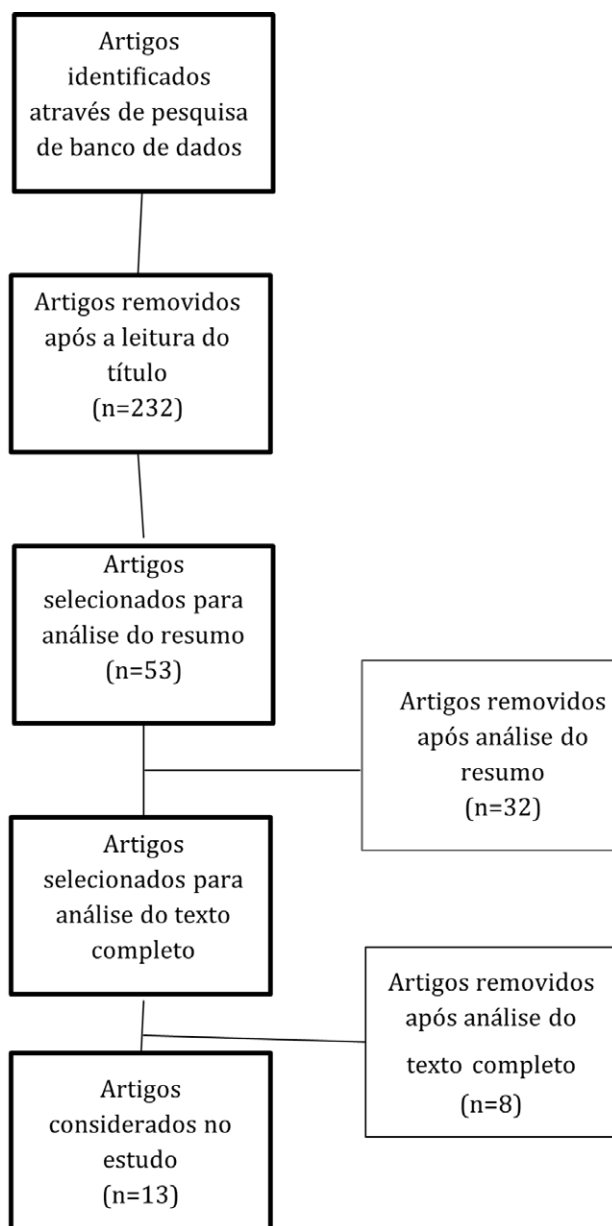 Artigos
identificados
através de pesquisa
de banco de dados
Artigos removidos
após a leitura do
título
(n=232)
Artigos
selecionados para
análise do resumo
(n=53)
Artigos removidos
após análise do
resumo
(n=32)
Artigos
selecionados para
análise do texto
completo
Artigos removidos
após análise do
texto completo
(n=8)
Artigos
considerados no
estudo
(n=13)